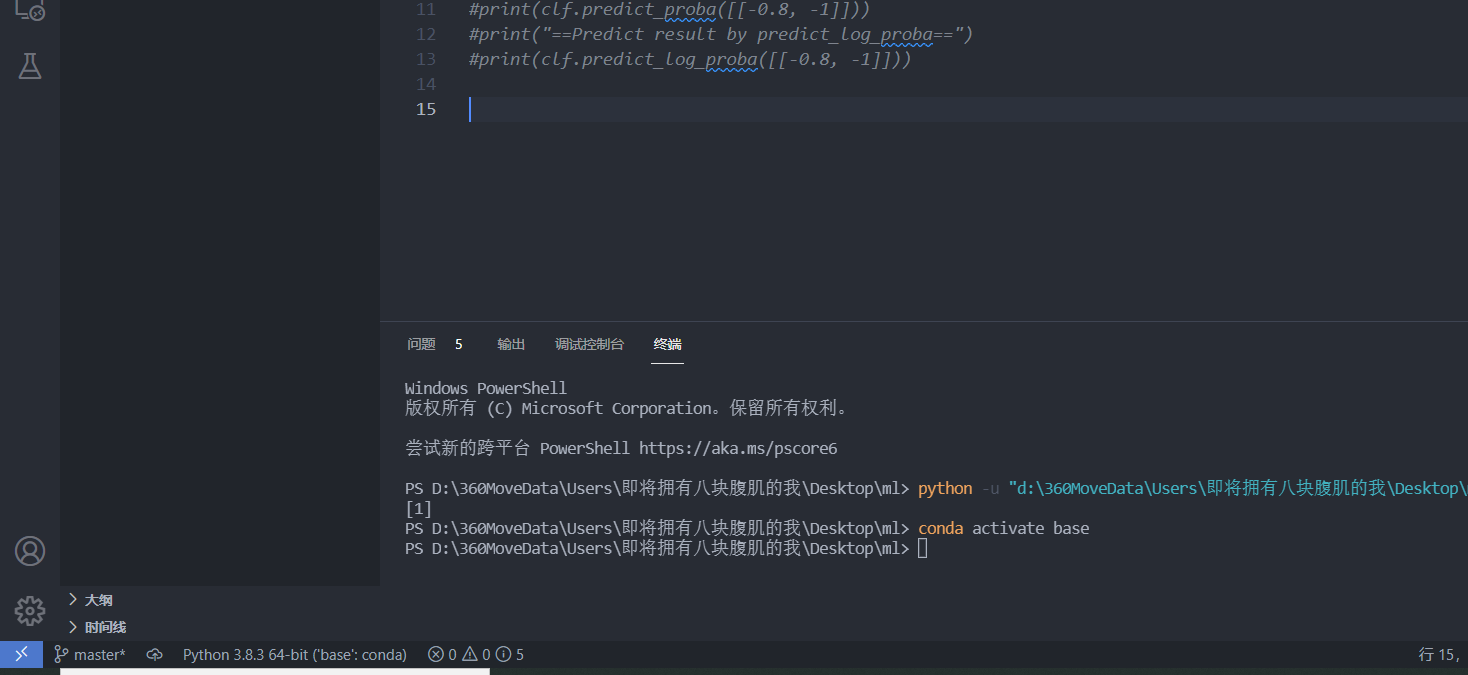 11 #print(clf.predict_proba([[-0.8, -1]]))
12 #print("==Predict result by predict_log_proba==")
13 #print(clf.predict_log_proba([[-0.8, -1]]))
14
15
问题 5 输出 调试控制台 终端
Windows PowerShell
版权所有 (C) Microsoft Corporation。保留所有权利。
尝试新的跨平台 PowerShell https://aka.ms/pscore6
PS D:\360MoveData\Users\即将拥有八块腹肌的我\Desktop\ml> python -u "d:\360MoveData\Users\即将拥有八块腹肌的我\Desktop\
[1]
PS D:\360MoveData\Users\即将拥有八块腹肌的我\Desktop\ml> conda activate base
PS D:\360MoveData\Users\即将拥有八块腹肌的我\Desktop\ml>
大纲
时间线
master* Python 3.8.3 64-bit ('base': conda) 0 0 5 行 15,